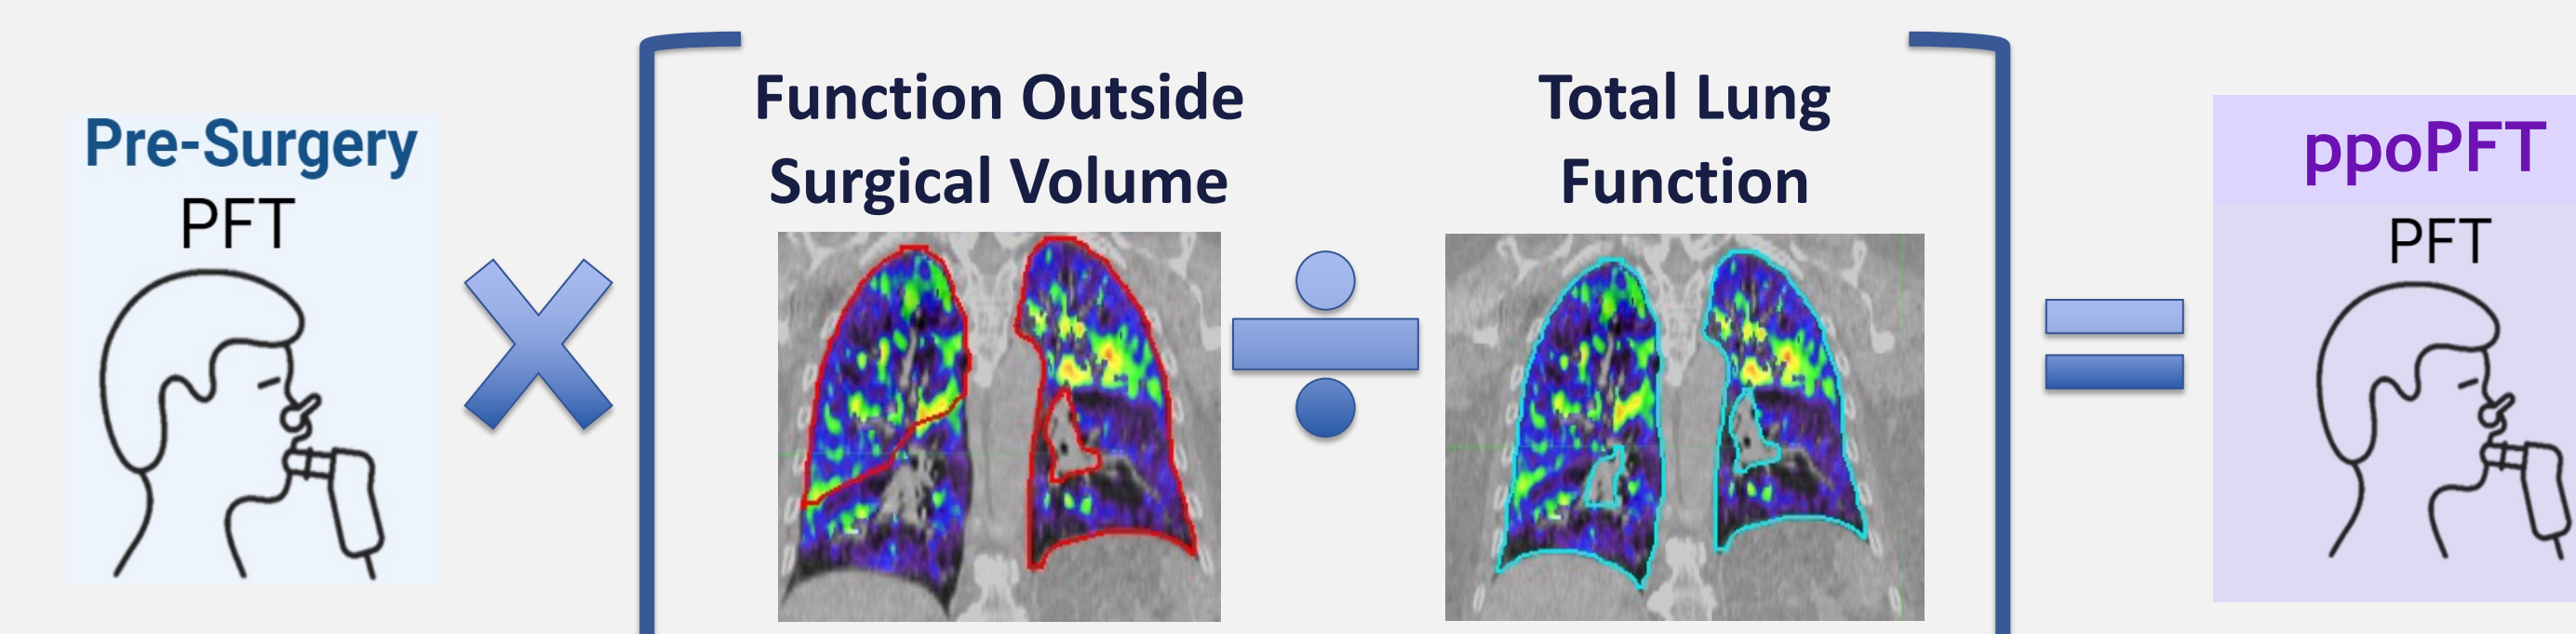 Pre-Surgery
PFT
Function Outside
Surgical Volume
Total Lung
Function
ppoPFT
PFT